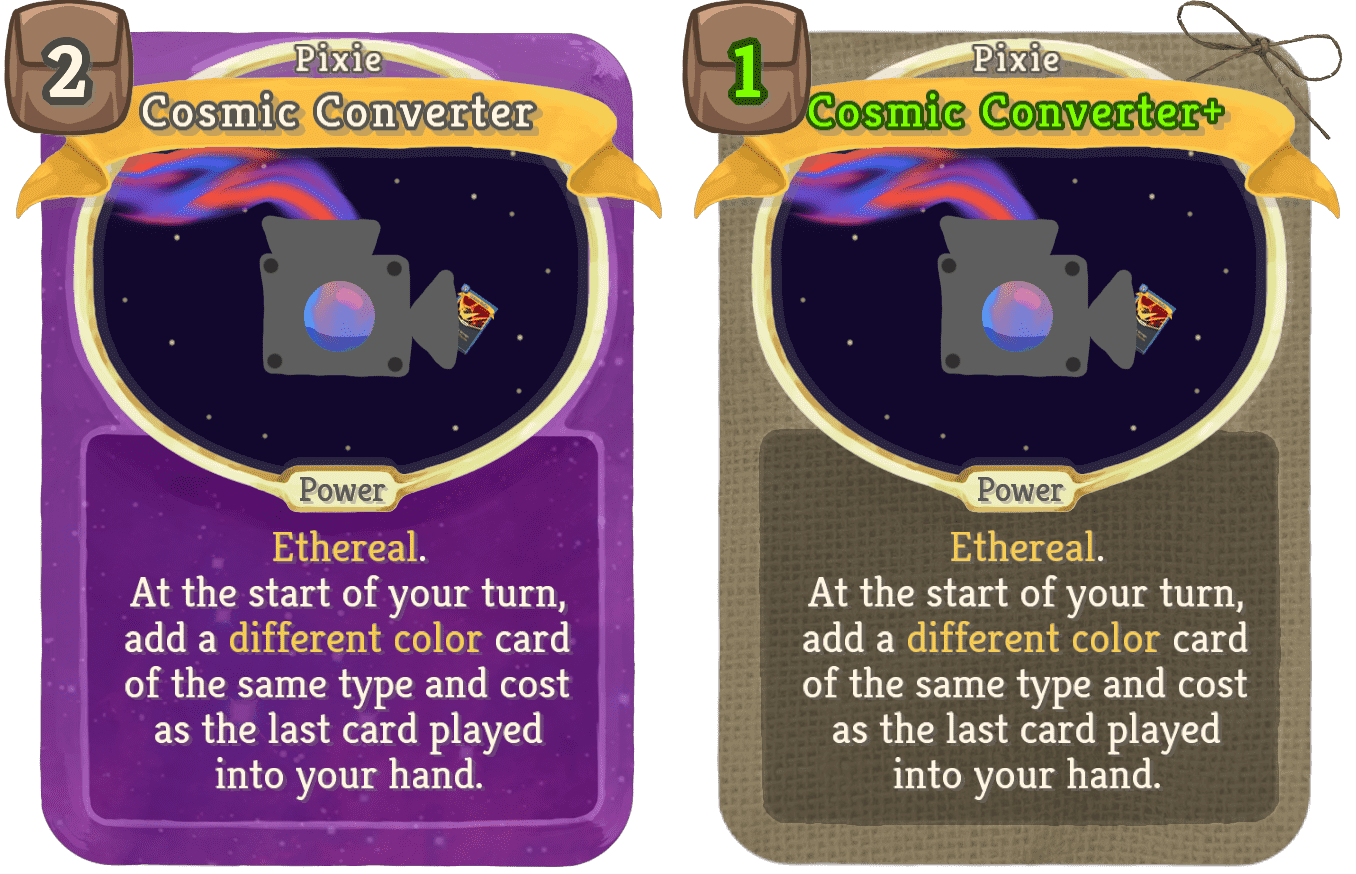 2
Pixie
Cosmic Converter
Power
Ethereal.
At the start of your turn,
add a different color card
of the same type and cost
as the last card played
into your hand.
1
Pixie
Cosmic Converter+
Power
Ethereal.
At the start of your turn,
add a different color card
of the same type and cost
as the last card played
into your hand.